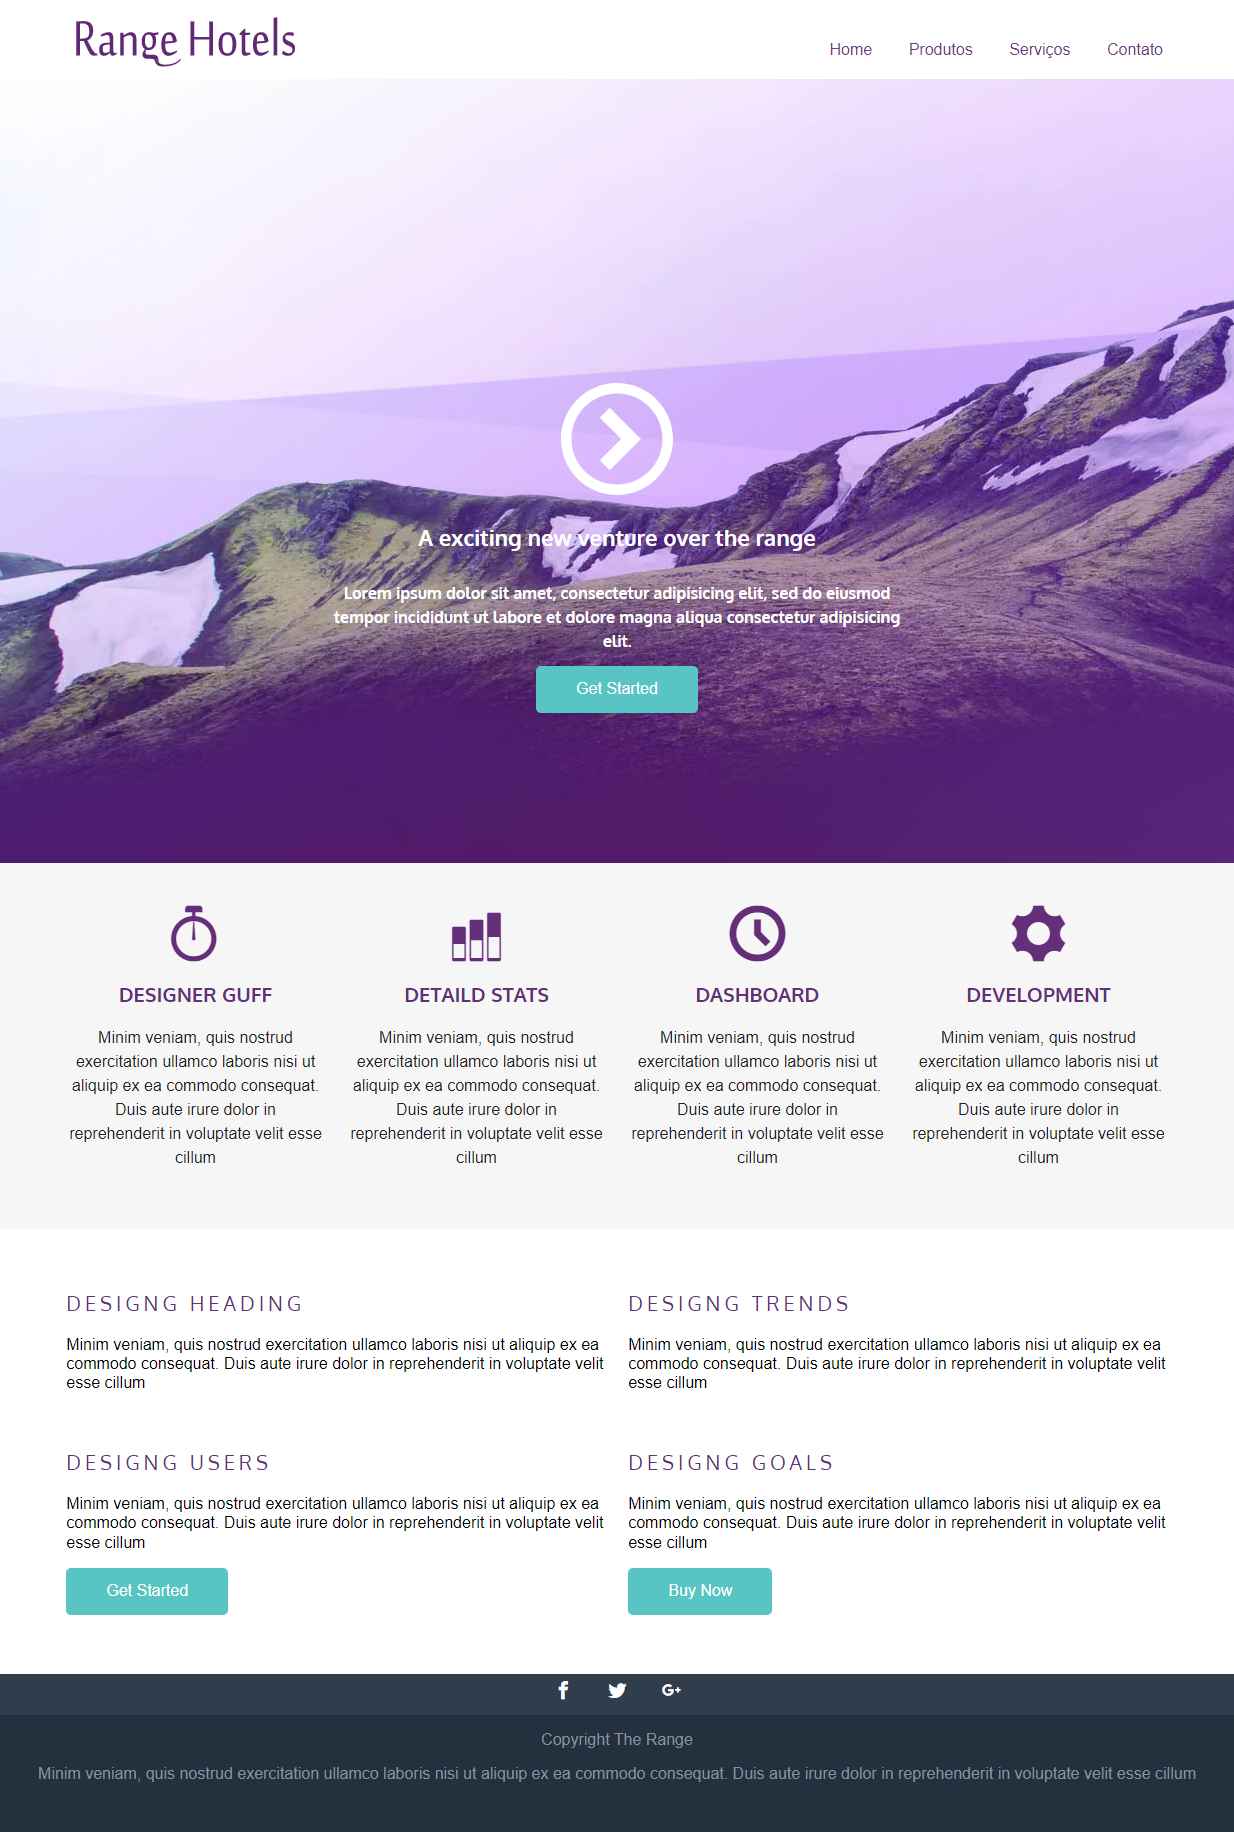 Range Hotels
Home Produtos Serviços Contato
A exciting new venture over the range
Lorem ipsum dolor sit amet, consectetur adipisicing elit, sed do eiusmod
tempor incididunt ut labore et dolore magna aliqua consectetur adipisicing
elit.
Get Started
DESIGNER GUFF
Minim veniam, quis nostrud
exercitation ullamco laboris nisi ut
aliquip ex ea commodo consequat.
Duis aute irure dolor in
reprehenderit in voluptate velit esse
cillum
DETAILD STATS
Minim veniam, quis nostrud
exercitation ullamco laboris nisi ut
aliquip ex ea commodo consequat.
Duis aute irure dolor in
reprehenderit in voluptate velit esse
cillum
DASHBOARD
Minim veniam, quis nostrud
exercitation ullamco laboris nisi ut
aliquip ex ea commodo consequat.
Duis aute irure dolor in
reprehenderit in voluptate velit esse
cillum
DEVELOPMENT
Minim veniam, quis nostrud
exercitation ullamco laboris nisi ut
aliquip ex ea commodo consequat.
Duis aute irure dolor in
reprehenderit in voluptate velit esse
cillum
DESIGNG HEADING
Minim veniam, quis nostrud exercitation ullamco laboris nisi ut aliquip ex ea
commodo consequat. Duis aute irure dolor in reprehenderit in voluptate velit
esse cillum
DESIGNG TRENDS
Minim veniam, quis nostrud exercitation ullamco laboris nisi ut aliquip ex ea
commodo consequat. Duis aute irure dolor in reprehenderit in voluptate velit
esse cillum
DESIGNG USERS
Minim veniam, quis nostrud exercitation ullamco laboris nisi ut aliquip ex ea
commodo consequat. Duis aute irure dolor in reprehenderit in voluptate velit
esse cillum
Get Started
DESIGNG GOALS
Minim veniam, quis nostrud exercitation ullamco laboris nisi ut aliquip ex ea
commodo consequat. Duis aute irure dolor in reprehenderit in voluptate velit
esse cillum
Buy Now
Copyright The Range
Minim veniam, quis nostrud exercitation ullamco laboris nisi ut aliquip ex ea commodo consequat. Duis aute irure dolor in reprehenderit in voluptate velit esse cillum